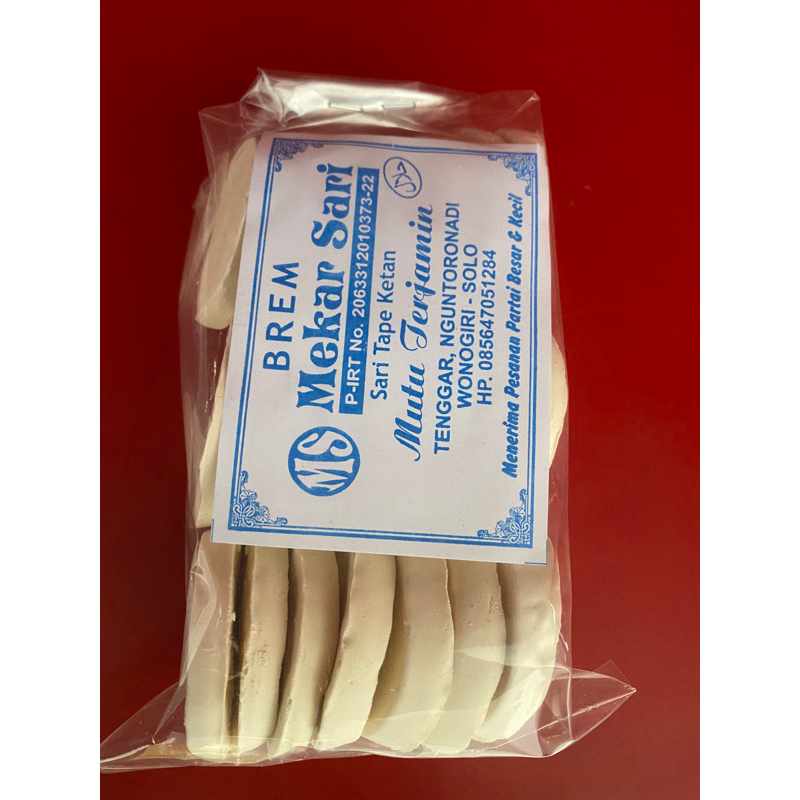 BREM
MS Mekar Sari
P-IRT No. 2063312010373-22
حلال
Sari Tape Ketan
Mutu Terjamin
TENGGAR, NGUNTORONADI
WONOGIRI - SOLO
HP. 085647051284
Menerima Pesanan Partai Besar & Kecil